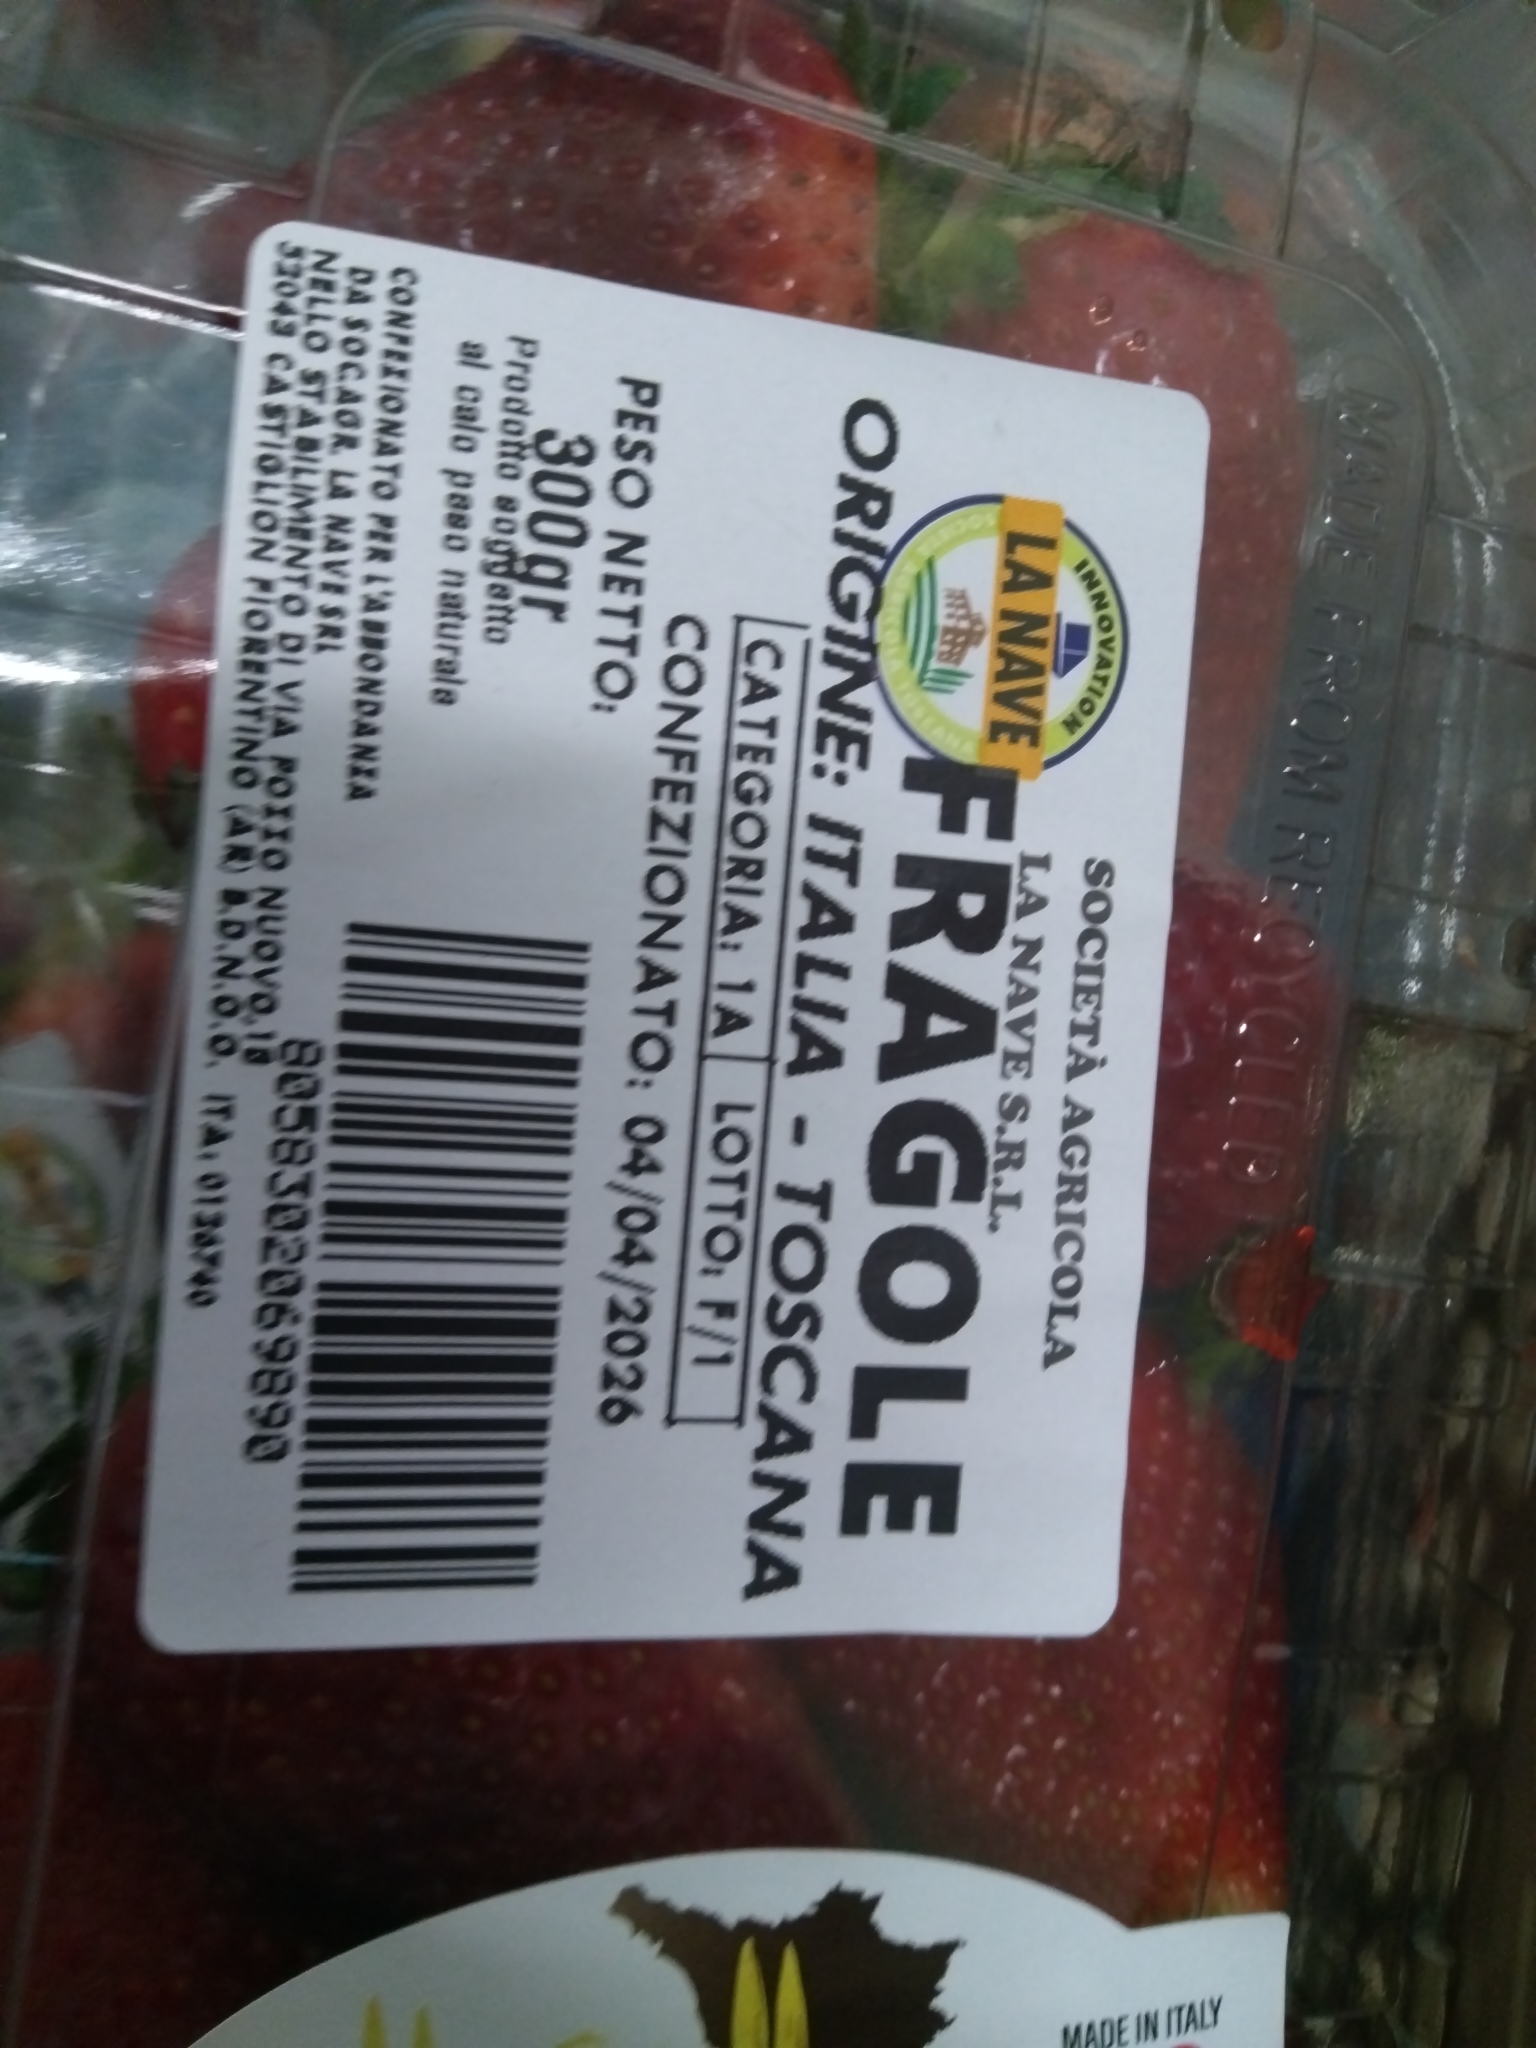 SOCIETÀ AGRICOLA
LA NAVE S.R.L.
INNOVATION
LA NAVE
FRAGOLE
ORIGINE: ITALIA - TOSCANA
CATEGORIA: 1A LOTTO: F/1
CONFEZIONATO: 04/04/2026
PESO NETTO:
300gr
Prodotto soggetto
al calo peso naturale
8058302069890
CONFEZIONATO PER L'ABBONDANZA
DA SOCAGR. LA NAVE SRL
NELLO STABILIMENTO DI VIA POZZO NUOVO,18
52043 CASTIGLION FIORENTINO (AR) B.D.N.O.O. ITA. 0136740
MADE FROM RECYCLED
MADE IN ITALY